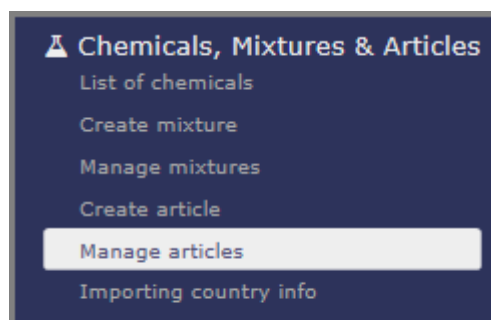 Chemicals, Mixtures & Articles
List of chemicals
Create mixture
Manage mixtures
Create article
Manage articles
Importing country info